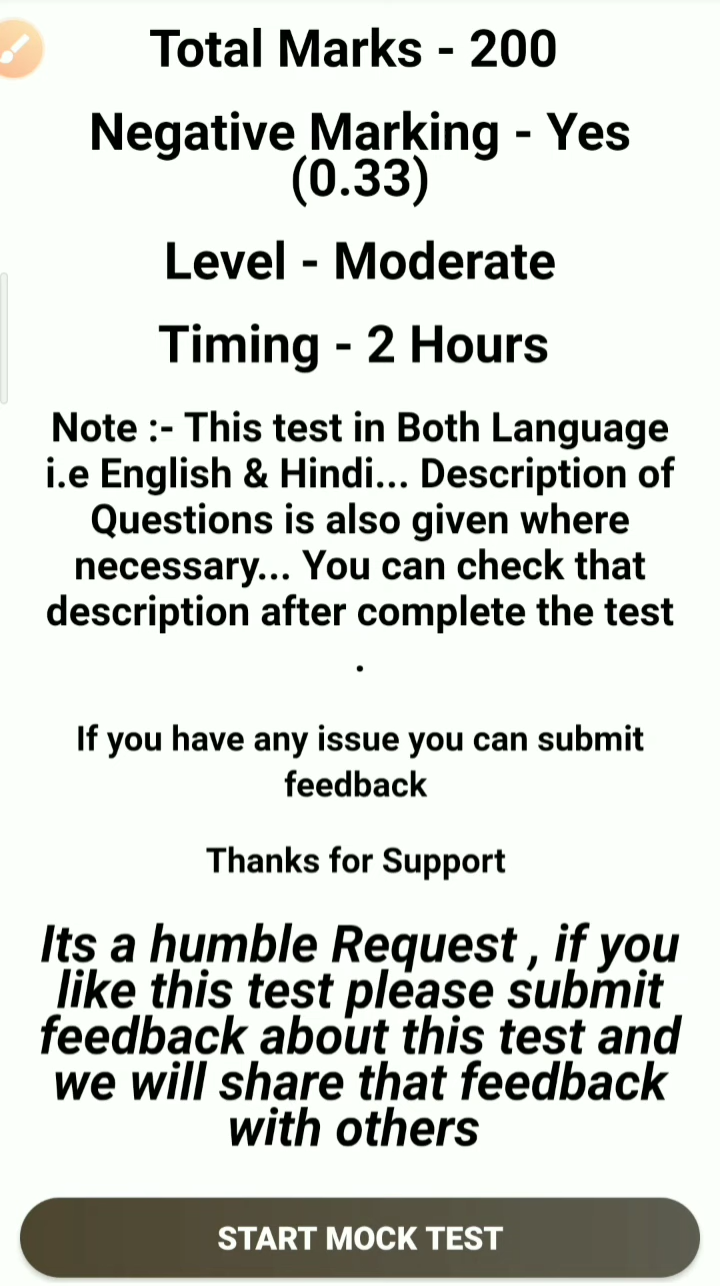 Total Marks - 200
Negative Marking - Yes
(0.33)
Level - Moderate
Timing - 2 Hours
Note :- This test in Both Language
i.e English & Hindi... Description of
Questions is also given where
necessary... You can check that
description after complete the test
.
If you have any issue you can submit
feedback
Thanks for Support
Its a humble Request , if you
like this test please submit
feedback about this test and
we will share that feedback
with others
START MOCK TEST